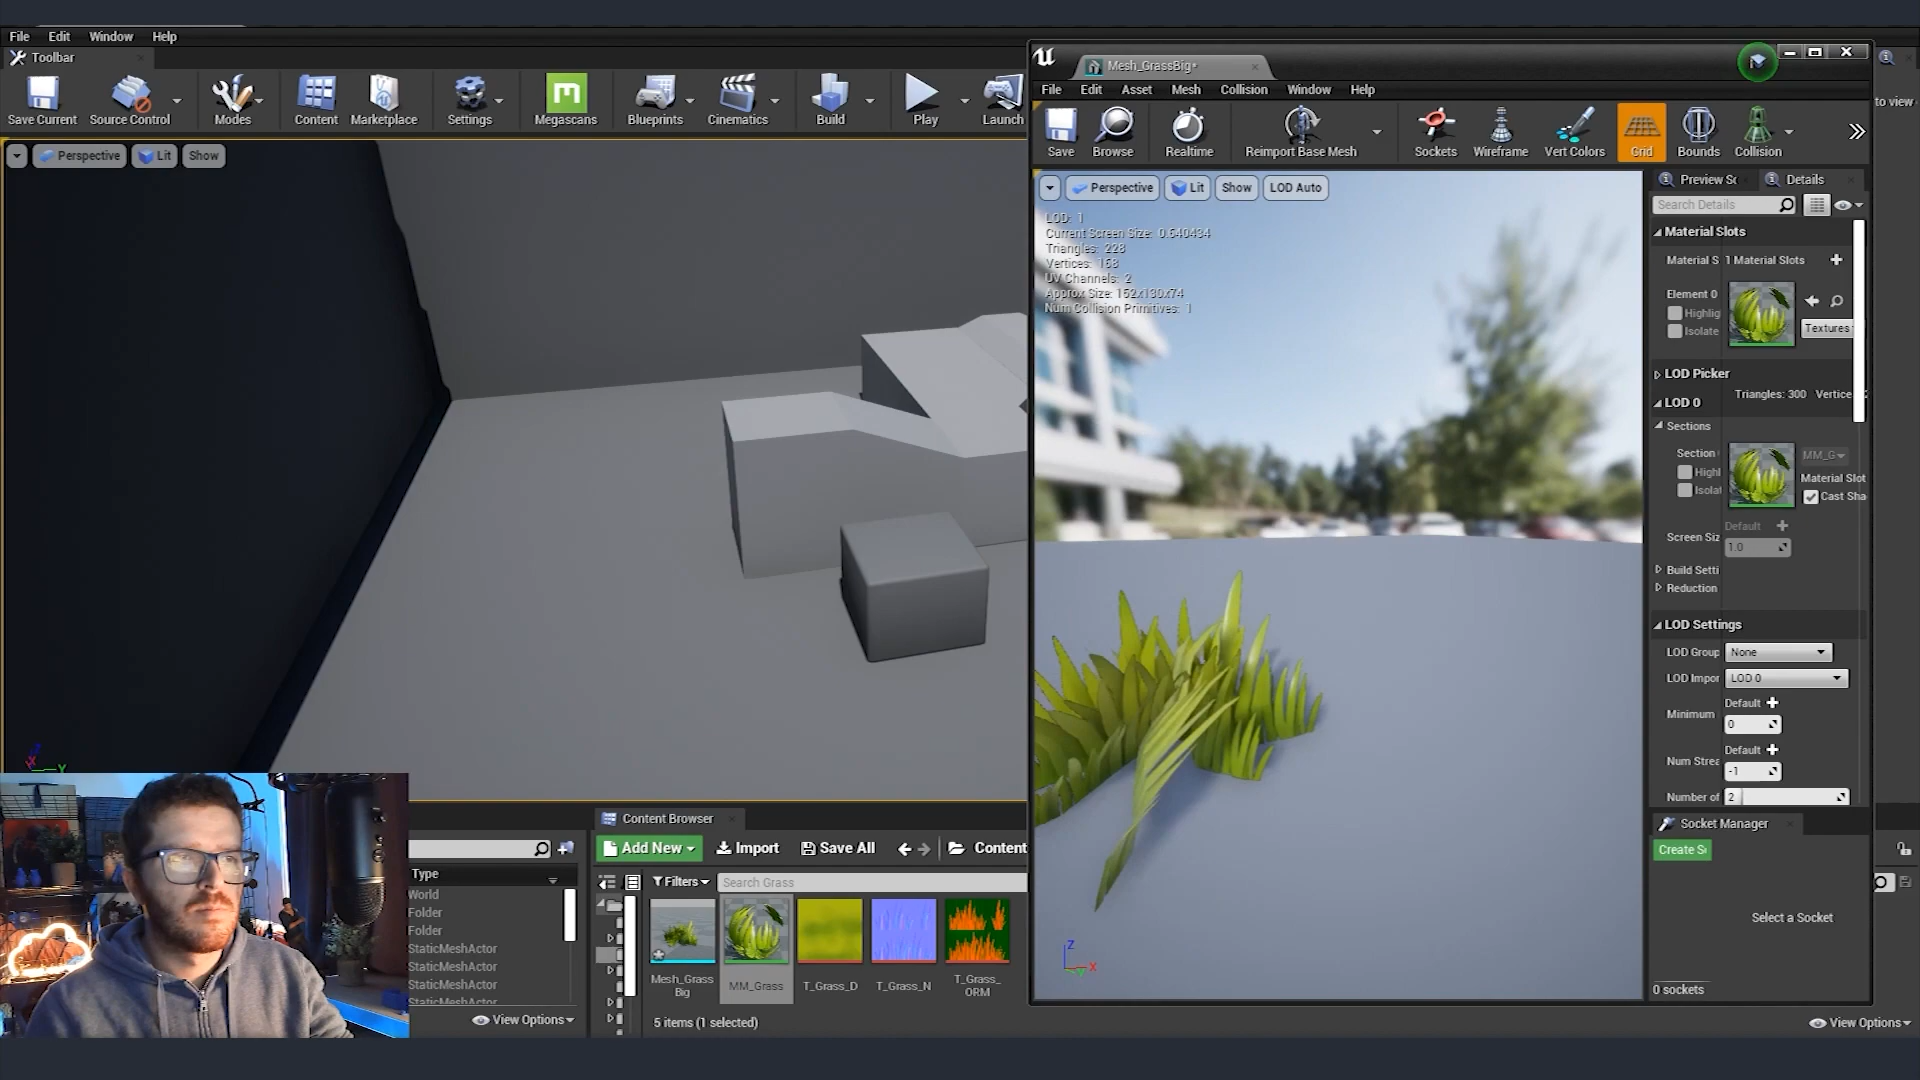 File Edit Window Help
Toolbar
Save Current Source Control Modes Content Marketplace Settings Megascans Blueprints Cinematics Build Play Launch
Perspective Lit Show
Mesh_GrassBig*
to view
File Edit Asset Mesh Collision Window Help
Save Browse Realtime Reimport Base Mesh Sockets Wireframe Vert Colors Grid Bounds Collision
Perspective Lit Show LOD Auto
LOD: 1
Current Screen Size: 0.640434
Triangles: 228
Vertices: 168
UV Channels: 2
Approx Size: 152x130x74
Num Collision Primitives: 1
Z
X
Y
Preview Sc Details
Search Details
Material Slots
Material S 1 Material Slots
Element 0
Highlig
Isolate
Textures
LOD Picker
Triangles: 300 Vertice
LOD 0
Sections
Section
Highl
Isolat
MM_G
Material Slot
Cast Sha
Default
Screen Siz 1.0
Build Setti
Reduction
LOD Settings
LOD Group None
LOD Impor LOD 0
Default
Minimum 0
Default
Num Strea -1
Number of 2
Socket Manager
Create S
Select a Socket
0 sockets
View Options
Type
World
Folder
Folder
StaticMeshActor
StaticMeshActor
StaticMeshActor
StaticMeshActor
View Options
Content Browser
Add New Import Save All Content
Filters Search Grass
Mesh_Grass
Big
MM_Grass
T_Grass_D
T_Grass_N
T_Grass_
ORM
5 items (1 selected)